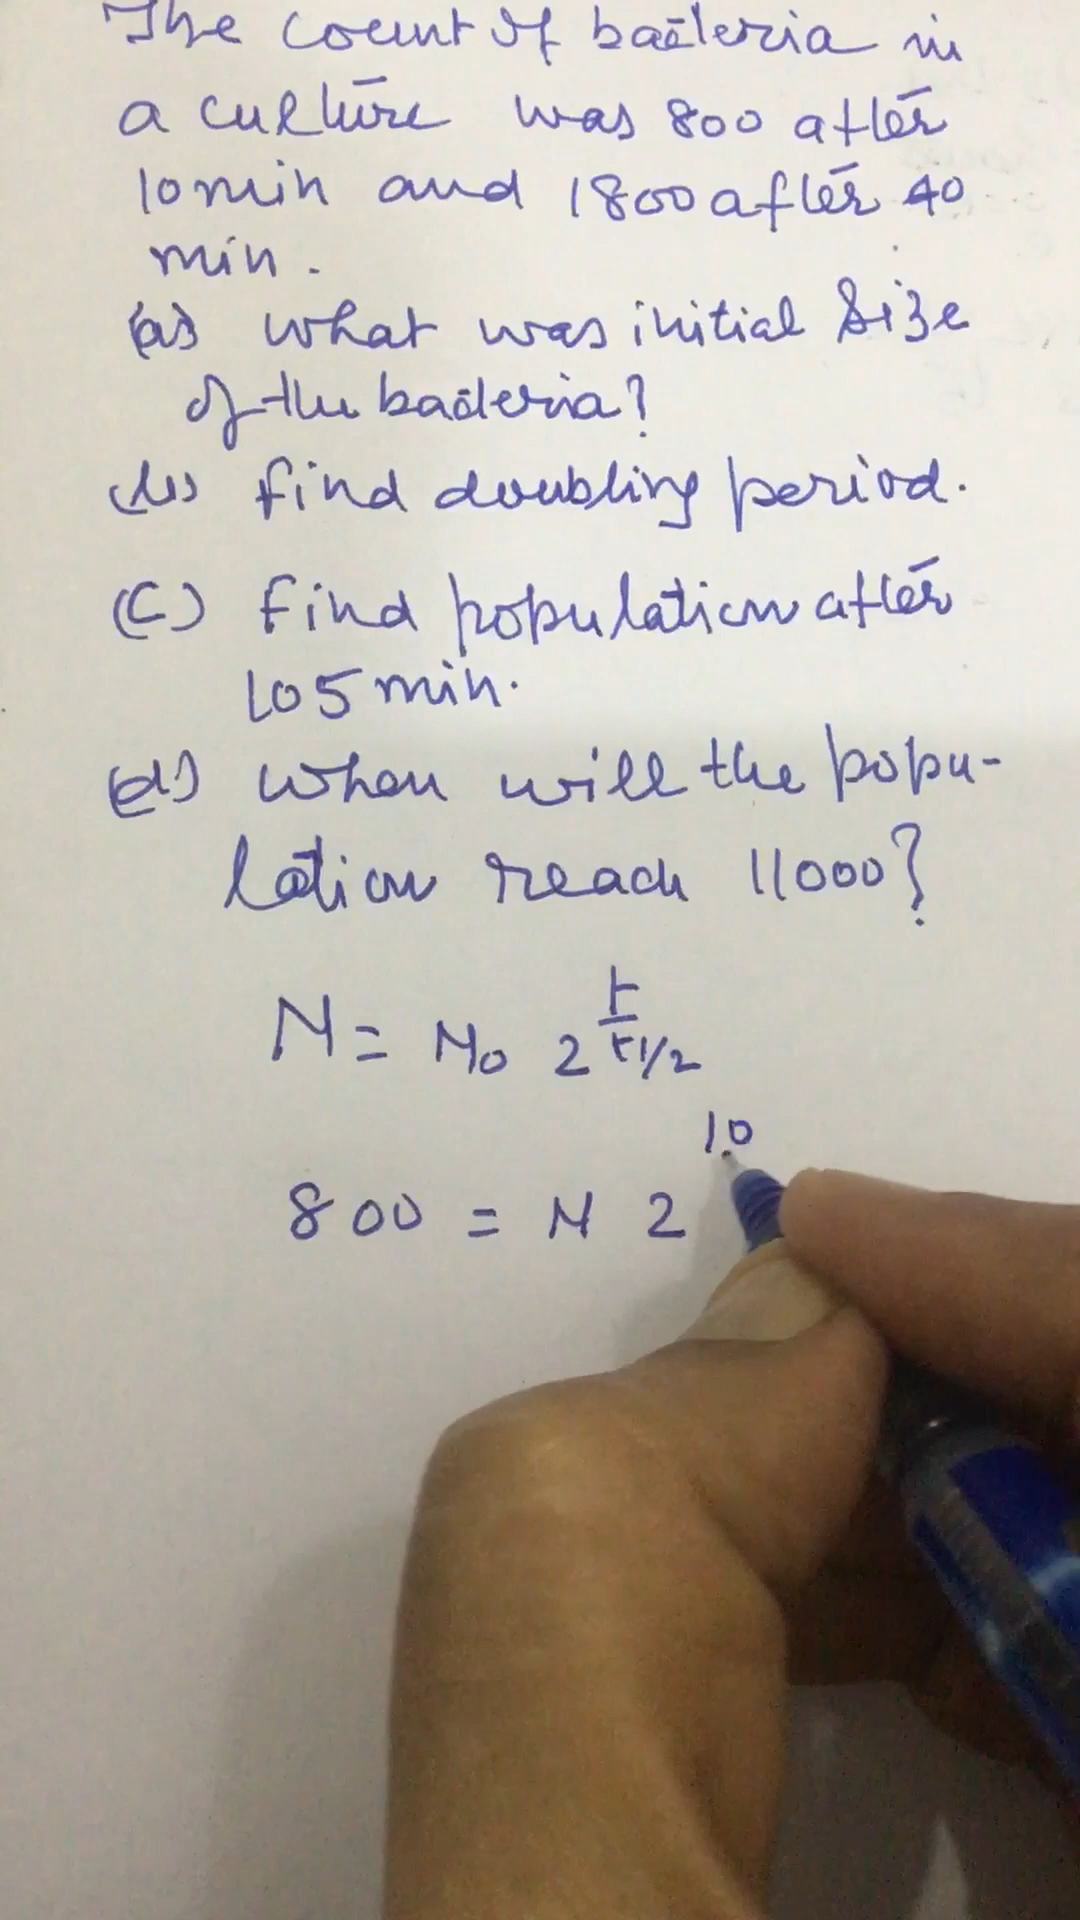 The count of bacteria in
a culture was 800 after
10 min and 1800 after 40
min.
(a) what was initial size
of the bacteria?
(b) find doubling period.
(c) find population after
105 min.
(d) when will the popu-
lation reach 11000?
N = N₀ 2^(t/t1/2)
800 = N 2^10